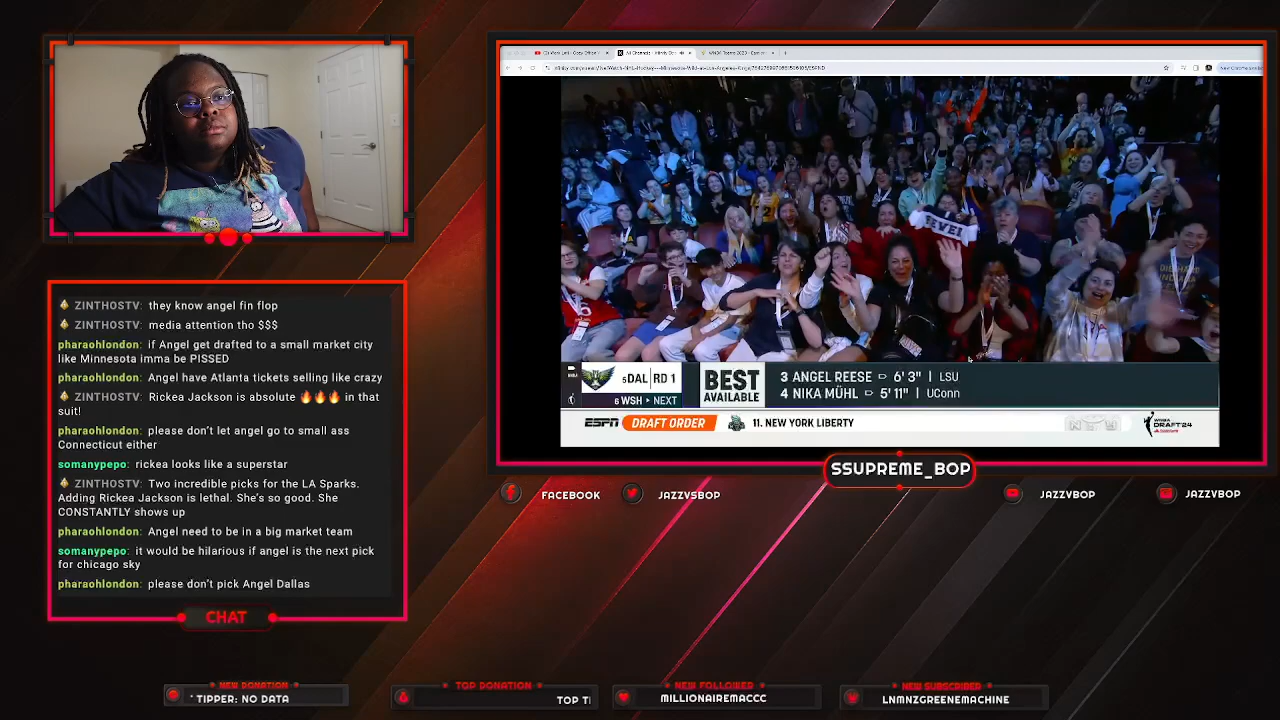 ZINTHOSTV: they know angel fin flop
ZINTHOSTV: media attention tho $$$
pharaohlondon: if Angel get drafted to a small market city
like Minnesota imma be PISSED
pharaohlondon: Angel have Atlanta tickets selling like crazy
ZINTHOSTV: Rickea Jackson is absolute 🔥🔥🔥 in that
suit!
pharaohlondon: please don't let angel go to small ass
Connecticut either
somanypepo: rickea looks like a superstar
ZINTHOSTV: Two incredible picks for the LA Sparks.
Adding Rickea Jackson is lethal. She's so good. She
CONSTANTLY shows up
pharaohlondon: Angel need to be in a big market team
somanypepo: it would be hilarious if angel is the next pick
for chicago sky
pharaohlondon: please don't pick Angel Dallas
CHAT
5 DAL RD 1
6 WSH ▸ NEXT
BEST
AVAILABLE
3 ANGEL REESE 6' 3" | LSU
4 NIKA MÜHL 5' 11" | UConn
ESPN DRAFT ORDER 11. NEW YORK LIBERTY
DRAFT'24
SSUPREME_BOP
FACEBOOK
JAZZVSBOP
JAZZVBOP
JAZZVBOP
NEW DONATION
* TIPPER: NO DATA
TOP DONATION
TOP TI
NEW FOLLOWER
MILLIONAIREMACCC
NEW SUBSCRIBER
LNMNZGREENEMACHINE